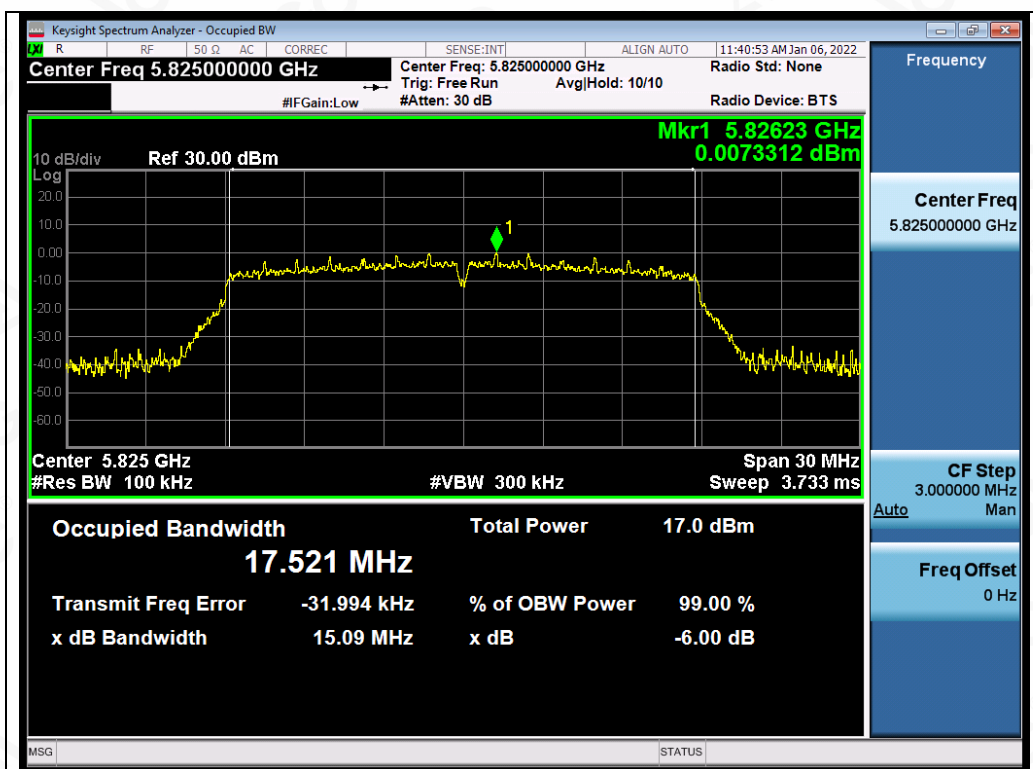 Keysight Spectrum Analyzer - Occupied BW
LXI R RF 50 Ω AC CORREC SENSE:INT ALIGN AUTO 11:40:53 AM Jan 06, 2022
Center Freq 5.825000000 GHz
Center Freq: 5.825000000 GHz
Radio Std: None
Trig: Free Run Avg|Hold: 10/10
#IFGain:Low #Atten: 30 dB Radio Device: BTS
Mkr1 5.82623 GHz
0.0073312 dBm
10 dB/div Ref 30.00 dBm
Log
20.0
10.0
1
0.00
-10.0
-20.0
-30.0
-40.0
-50.0
-60.0
Center 5.825 GHz Span 30 MHz
#Res BW 100 kHz #VBW 300 kHz Sweep 3.733 ms
Occupied Bandwidth Total Power 17.0 dBm
17.521 MHz
Transmit Freq Error -31.994 kHz % of OBW Power 99.00 %
x dB Bandwidth 15.09 MHz x dB -6.00 dB
Frequency
Center Freq
5.825000000 GHz
CF Step
3.000000 MHz
Auto Man
Freq Offset
0 Hz
MSG STATUS